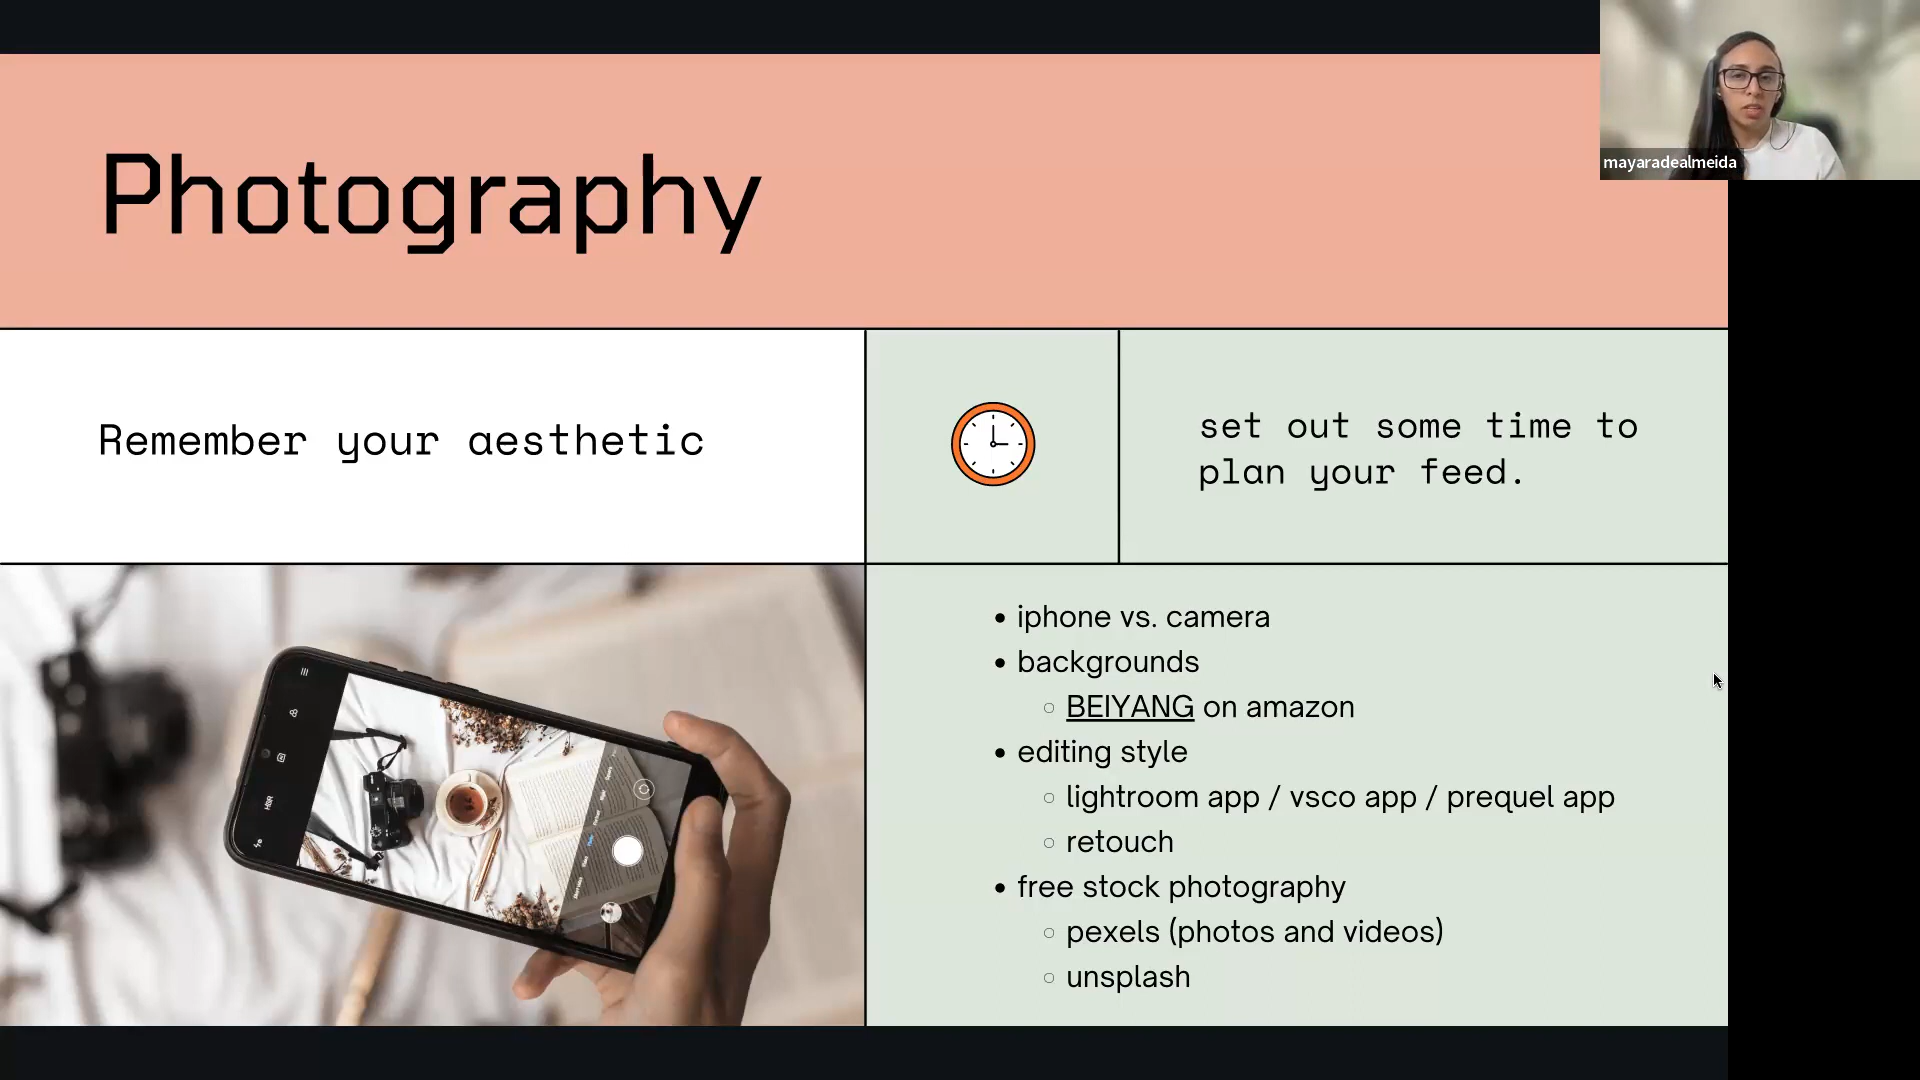 Photography
mayaradealmeida
Remember your aesthetic
set out some time to
plan your feed.
iphone vs. camera
backgrounds
BEIYANG on amazon
editing style
lightroom app / vsco app / prequel app
retouch
free stock photography
pexels (photos and videos)
unsplash
HDR